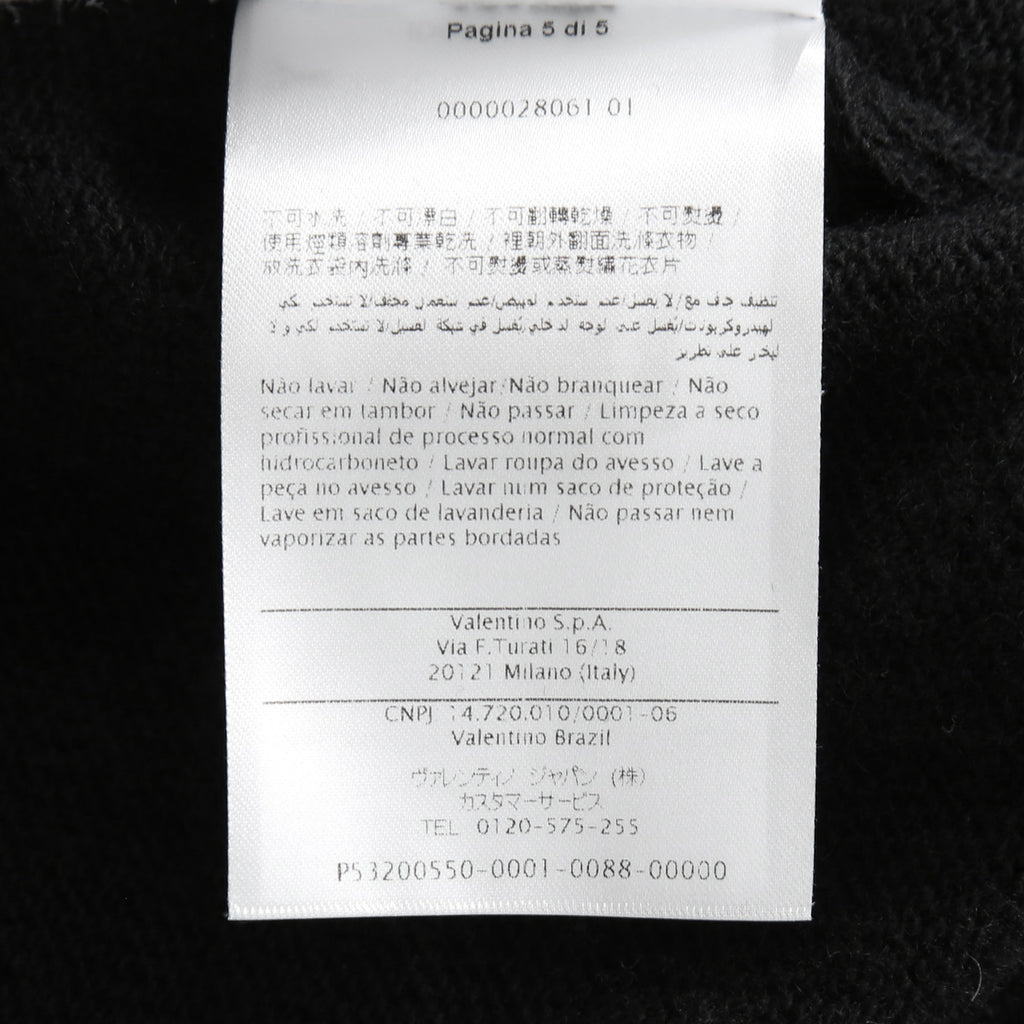 Pagina 5 di 5
0000028061 01
不可水洗 / 不可漂白 / 不可翻轉乾燥 / 不可熨燙 /
使用烴類溶劑專業乾洗 / 裡朝外翻面洗滌衣物 /
放洗衣袋內洗滌 / 不可熨燙或蒸熨繡花衣片
Não lavar / Não alvejar/Não branquear / Não
secar em tambor / Não passar / Limpeza a seco
profissional de processo normal com
hidrocarboneto / Lavar roupa do avesso / Lave a
peça no avesso / Lavar num saco de proteção /
Lave em saco de lavanderia / Não passar nem
vaporizar as partes bordadas
Valentino S.p.A.
Via F.Turati 16/18
20121 Milano (Italy)
CNPJ 14.720.010/0001-06
Valentino Brazil
ヴァレンティノ ジャパン (株)
カスタマーサービス
TEL 0120-575-255
P53200550-0001-0088-00000